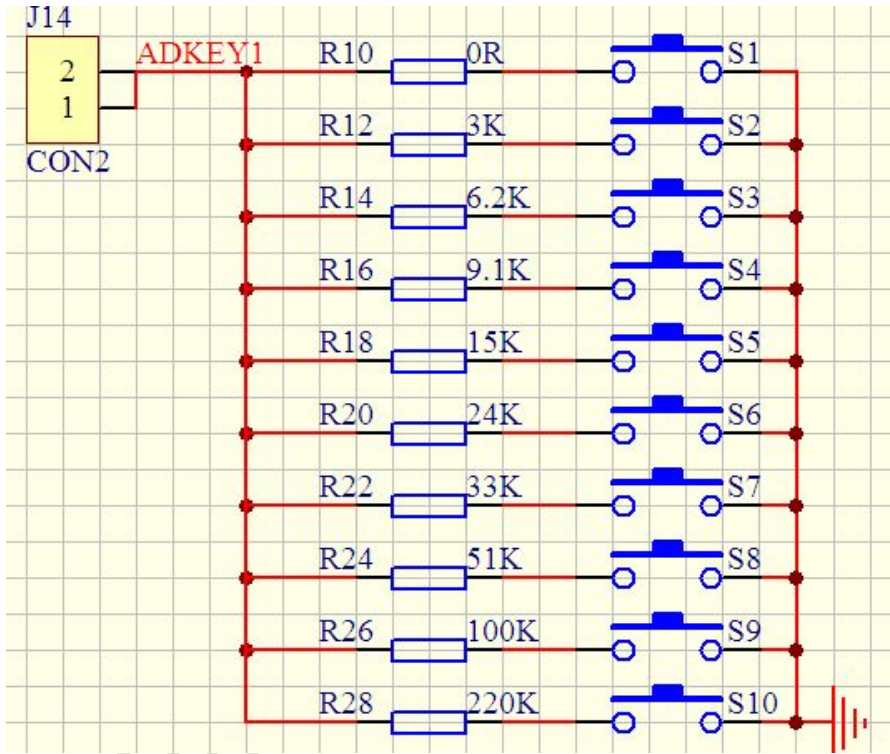 J14
2
1
CON2
ADKEY1
R10 0R S1
R12 3K S2
R14 6.2K S3
R16 9.1K S4
R18 15K S5
R20 24K S6
R22 33K S7
R24 51K S8
R26 100K S9
R28 220K S10